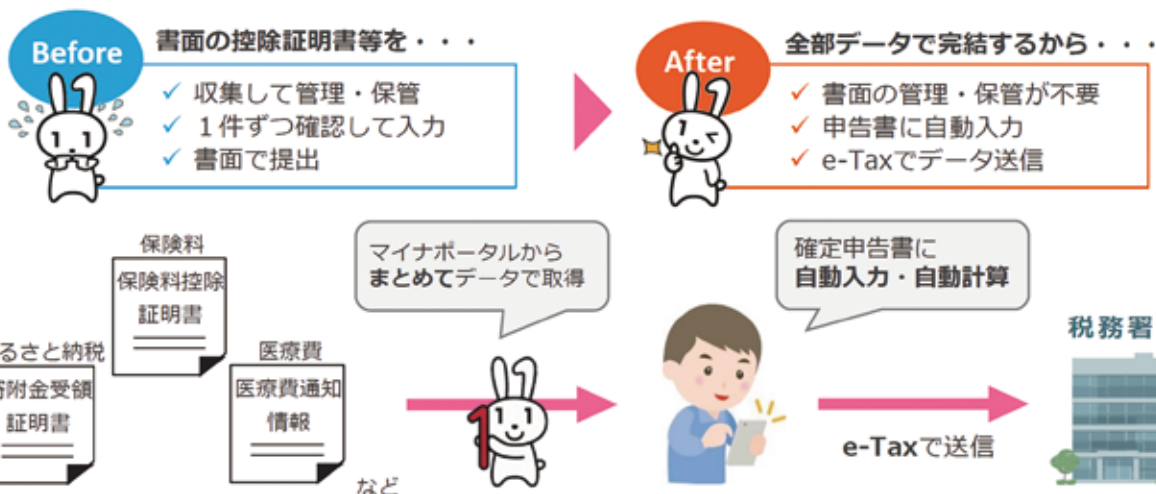 Before
書面の控除証明書等を・・・
✓ 収集して管理・保管
✓ 1件ずつ確認して入力
✓ 書面で提出
After
全部データで完結するから・・・
✓ 書面の管理・保管が不要
✓ 申告書に自動入力
✓ e-Taxでデータ送信
保険料
保険料控除
証明書
るさと納税
寄附金受領
証明書
医療費
医療費通知
情報
など
マイナポータルから
まとめてデータで取得
1
確定申告書に
自動入力・自動計算
e-Taxで送信
税務署